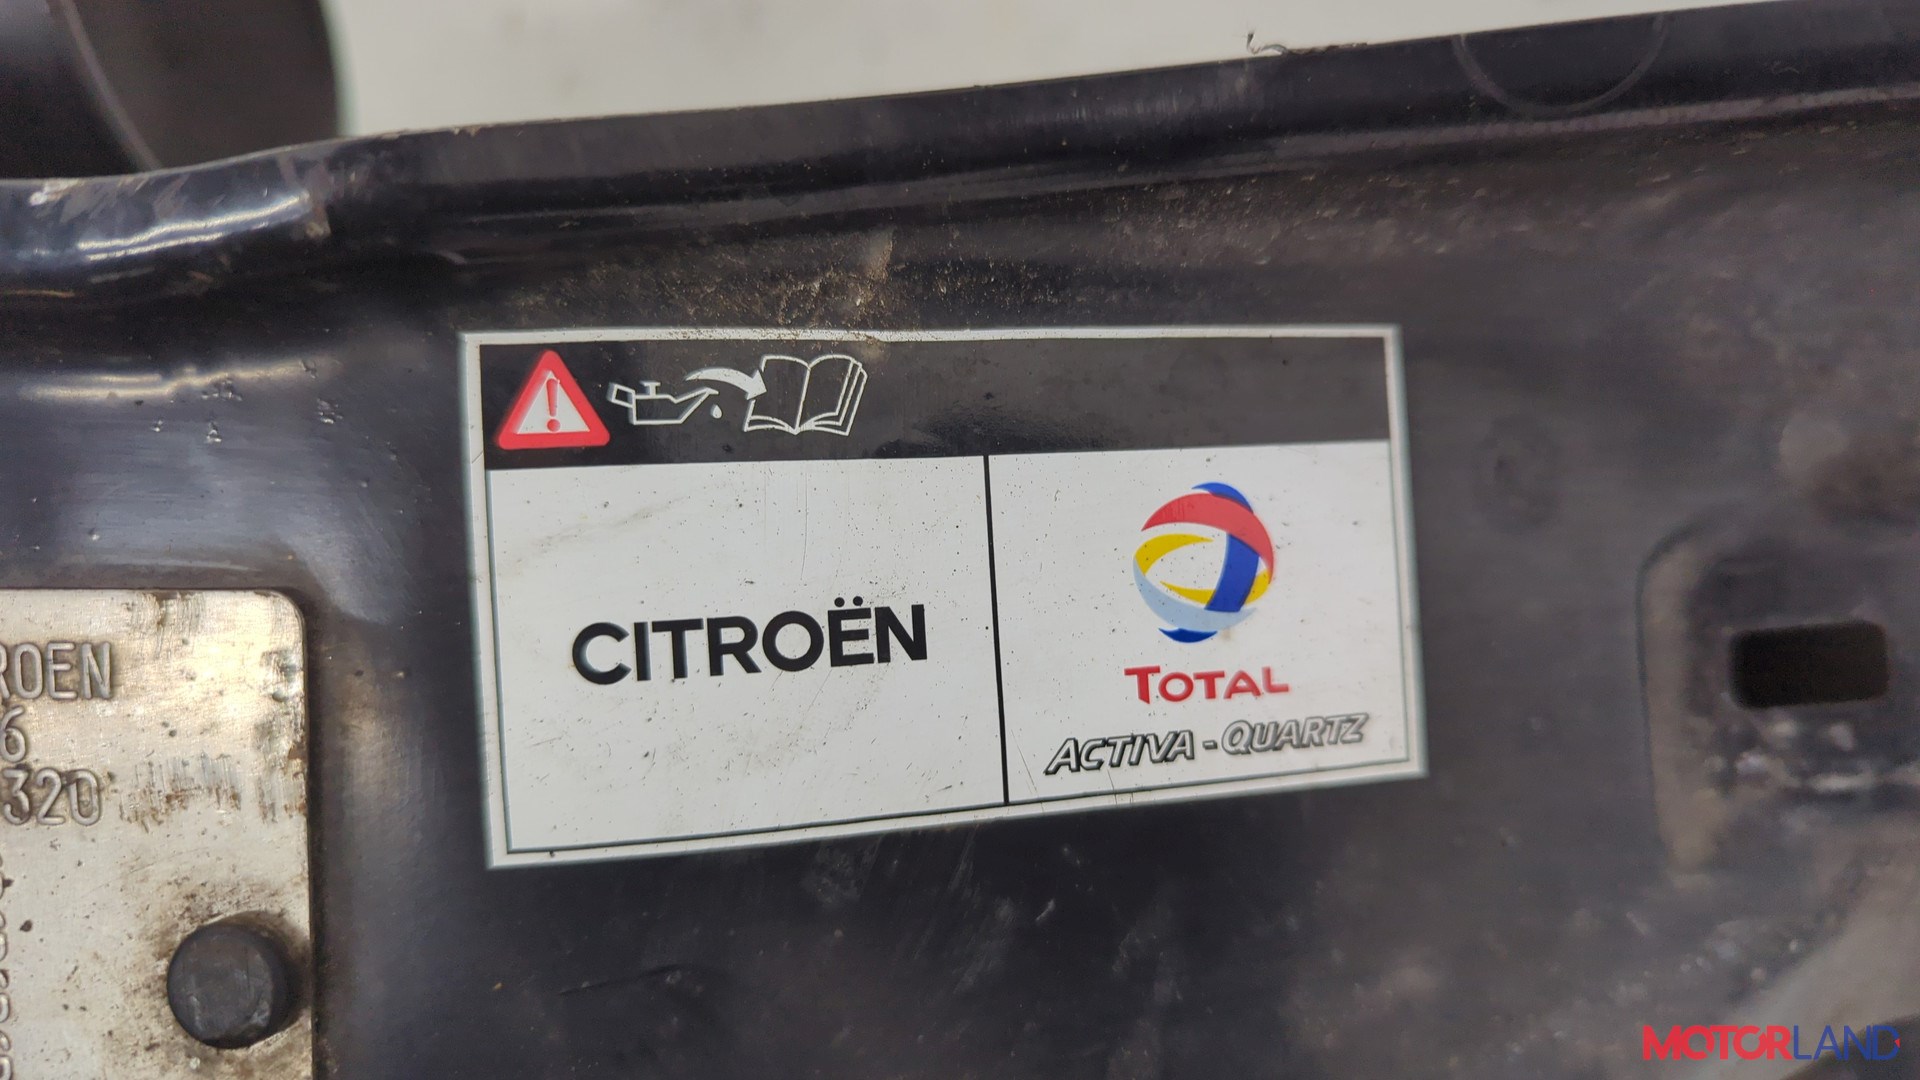 CITROËN
TOTAL
ACTIVA - QUARTZ
ROEN
6
320
MOTORLAND